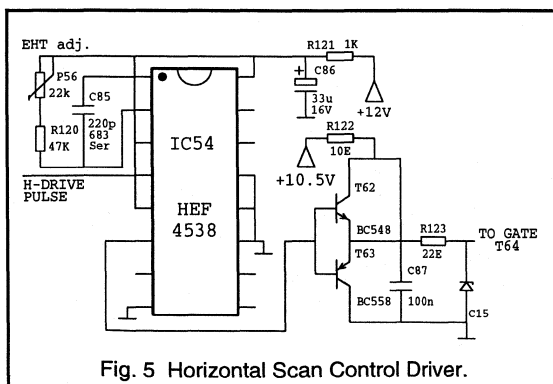 EHT adj.
P56
22k
C85
220p
683
Ser
R120
47K
H-DRIVE
PULSE
IC54
HEF
4538
R121 1K
C86
+
33u
16V
+12V
R122
10E
+10.5V
T62
BC548
T63
BC558
R123
22E
C87
100n
TO GATE
T64
C15
Fig. 5 Horizontal Scan Control Driver.